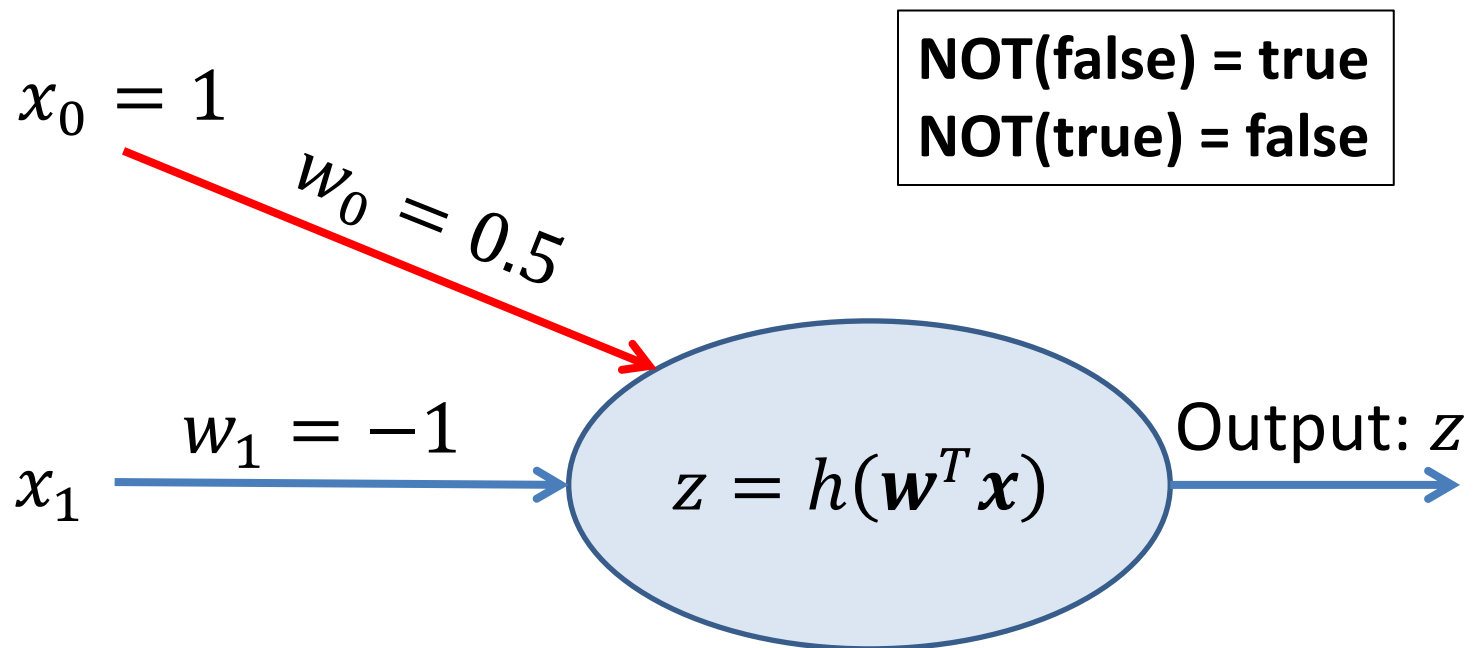 NOT(false) = true
NOT(true) = false
x₀ = 1
w₀ = 0.5
w₁ = −1
x₁
z = h(𝒘ᵀ𝒙)
Output: z